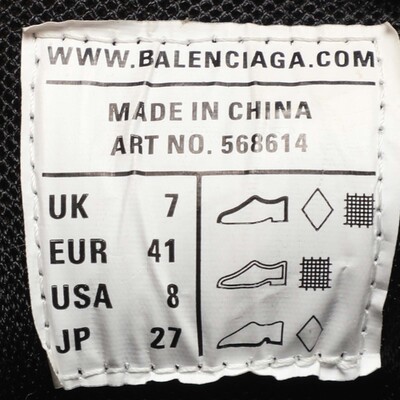 WWW.BALENCIAGA.COM
MADE IN CHINA
ART NO. 568614
UK 7
EUR 41
USA 8
JP 27